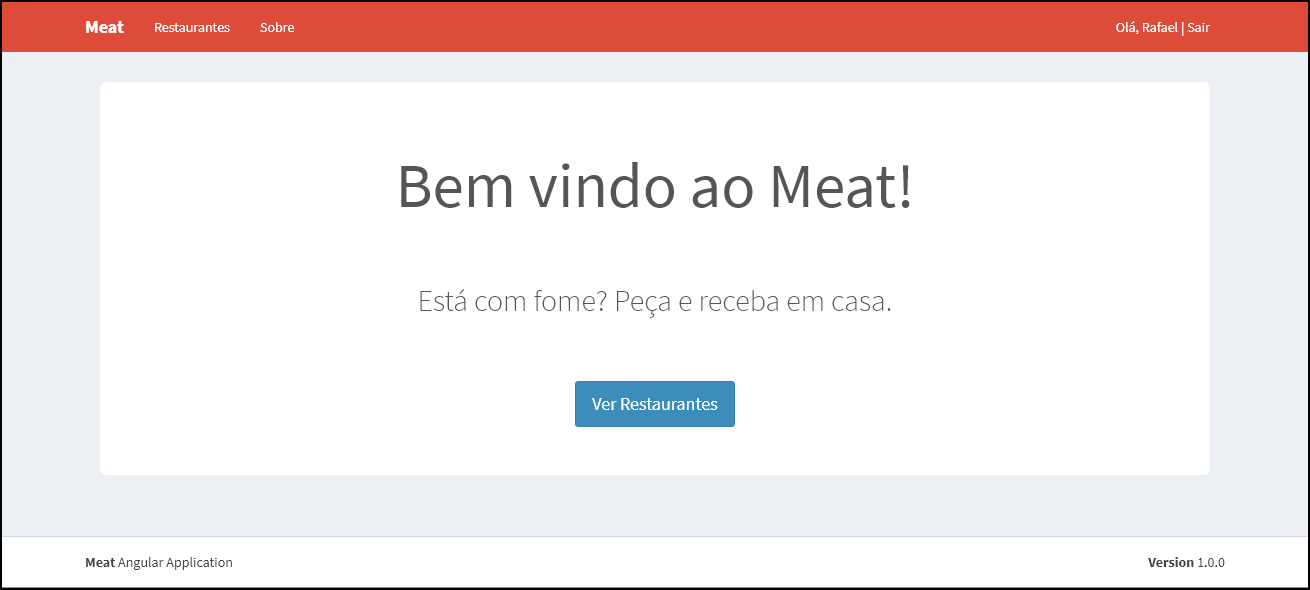 Meat Restaurantes Sobre Olá, Rafael | Sair
Bem vindo ao Meat!
Está com fome? Peça e receba em casa.
Ver Restaurantes
Meat Angular Application Version 1.0.0